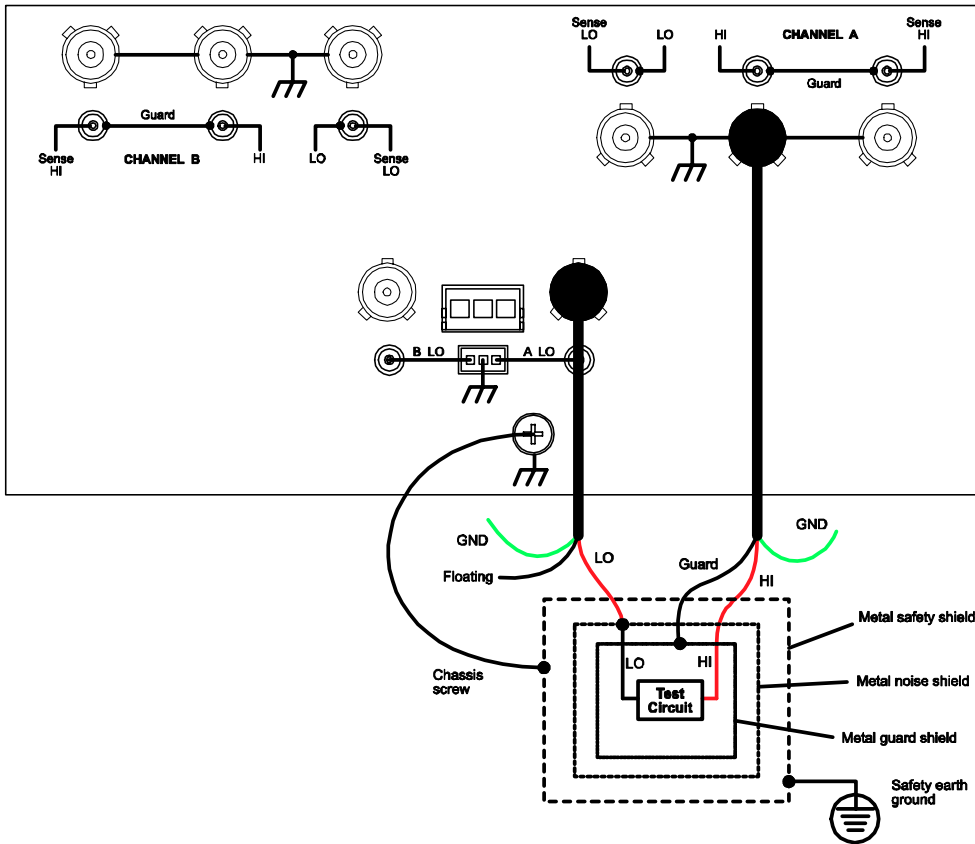 Sense
LO
LO
HI
CHANNEL A
Sense
HI
Guard
Guard
Sense
HI
CHANNEL B
HI
LO
Sense
LO
B LO
A LO
GND
LO
Floating
Guard
HI
GND
Metal safety shield
LO
HI
Chassis
screw
Test
Circuit
Metal noise shield
Metal guard shield
Safety earth
ground